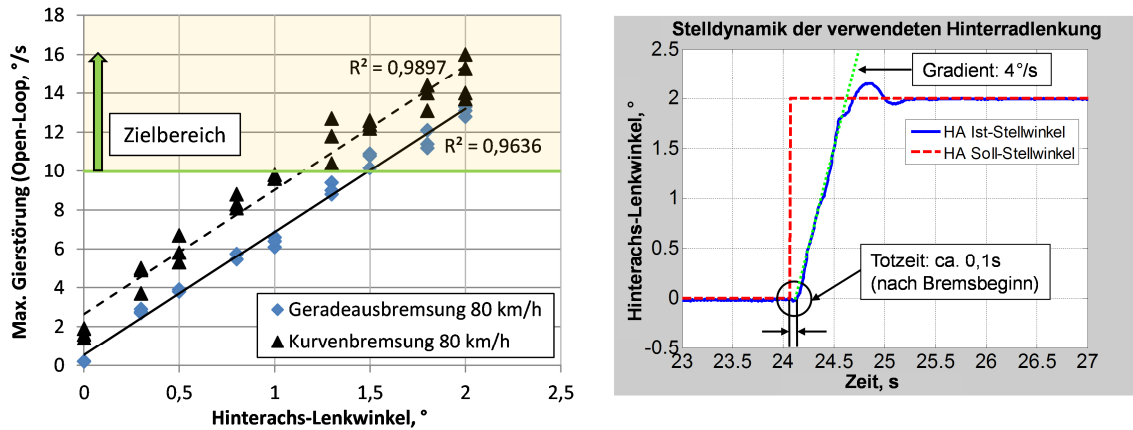 Max. Gierstörung (Open-Loop, °/s
18
16
14
12
10
8
6
4
2
0
Zielbereich
R² = 0,9897
R² = 0,9636
Geradeausbremsung 80 km/h
Kurvenbremsung 80 km/h
0
0,5
1
1,5
2
2,5
Hinterachs-Lenkwinkel, °
Stelldynamik der verwendeten Hinterradlenkung
Hinterachs-Lenkwinkel,°
2.5
2
1.5
1
0.5
0
-0.5
Gradient: 4°/s
HA Ist-Stellwinkel
HA Soll-Stellwinkel
Totzeit: ca. 0,1s
(nach Bremsbeginn)
23
23.5
24
24.5
25
25.5
26
26.5
27
Zeit, s